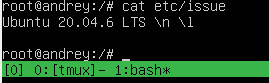 root@andrey:/# cat etc/issue
Ubuntu 20.04.6 LTS \n \l
root@andrey:/# _
[0] 0:[tmux]- 1:bash*